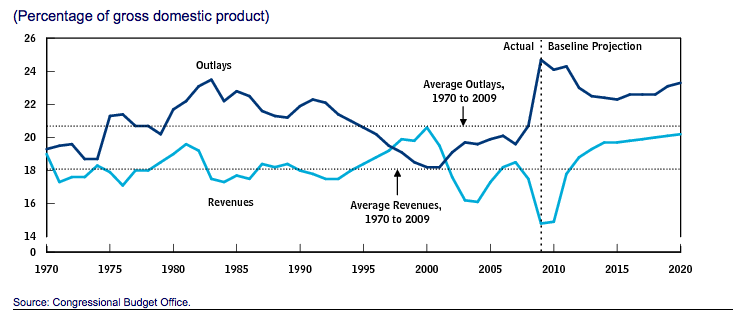 (Percentage of gross domestic product)
26
Actual
Baseline Projection
Outlays
24
Average Outlays,
1970 to 2009
22
20
18
Revenues
Average Revenues,
1970 to 2009
16
14
0
1970 1975 1980 1985 1990 1995 2000 2005 2010 2015 2020
Source: Congressional Budget Office.